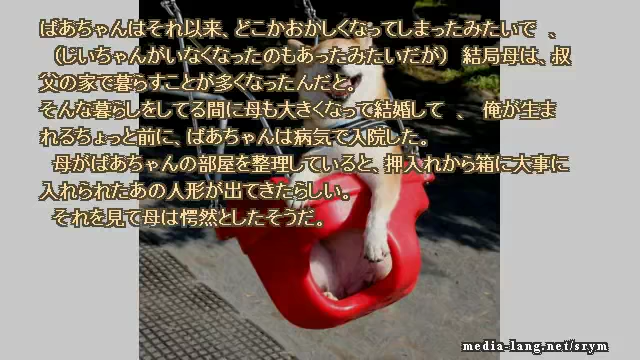 ばあちゃんはそれ以来、どこかおかしくなってしまったみたいで 、
（じいちゃんがいなくなったのもあったみたいだが） 結局母は、叔
父の家で暮らすことが多くなったんだと。
そんな暮らしをしてる間に母も大きくなって結婚して 、 俺が生ま
れるちょっと前に、ばあちゃんは病気で入院した。
母がばあちゃんの部屋を整理していると、押入れから箱に大事に
入れられたあの人形が出てきたらしい。
それを見て母は愕然としたそうだ。
media-lang.net/srym